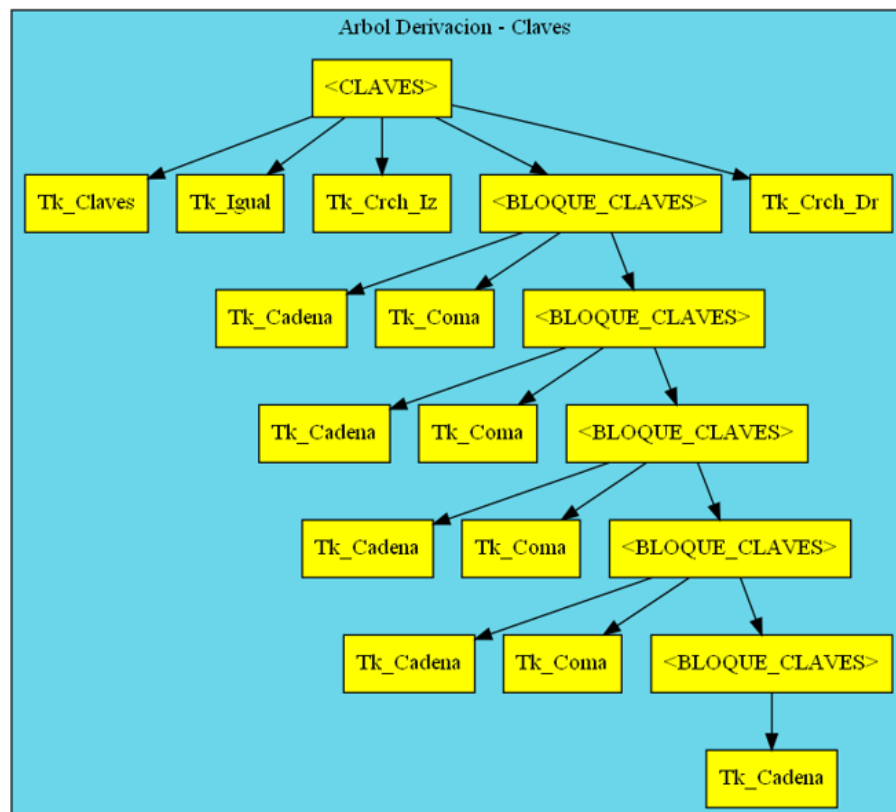 Arbol Derivacion - Claves
<CLAVES>
Tk_Claves Tk_Igual Tk_Crch_Iz <BLOQUE_CLAVES> Tk_Crch_Dr
Tk_Cadena Tk_Coma <BLOQUE_CLAVES>
Tk_Cadena Tk_Coma <BLOQUE_CLAVES>
Tk_Cadena Tk_Coma <BLOQUE_CLAVES>
Tk_Cadena Tk_Coma <BLOQUE_CLAVES>
Tk_Cadena